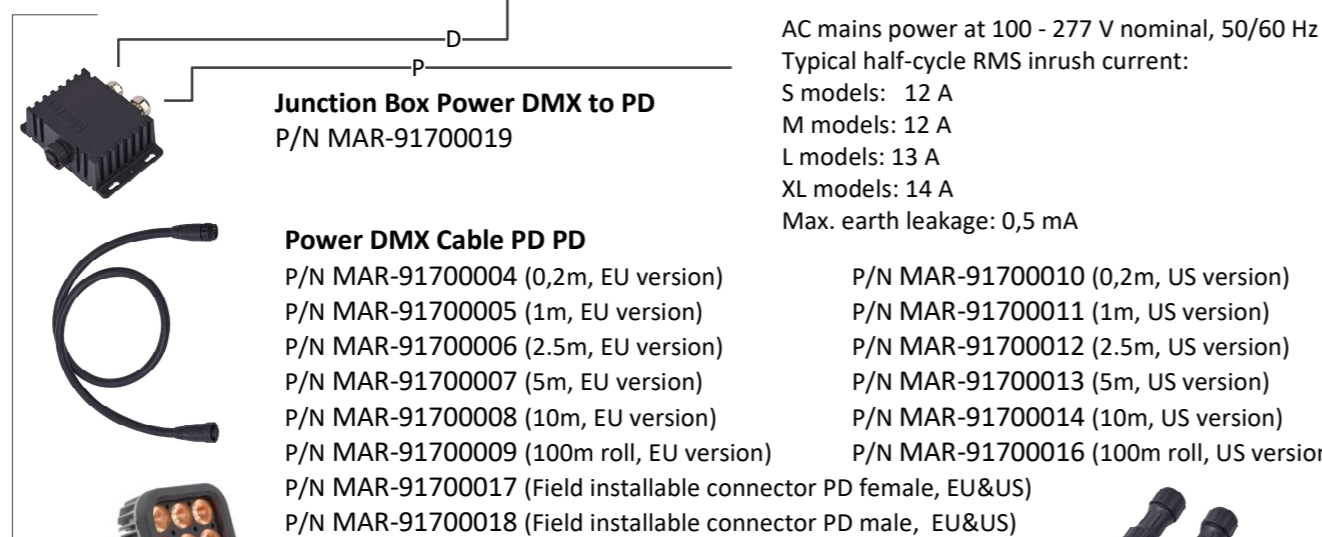 D
P
AC mains power at 100 - 277 V nominal, 50/60 Hz
Typical half-cycle RMS inrush current:
S models: 12 A
M models: 12 A
L models: 13 A
XL models: 14 A
Max. earth leakage: 0,5 mA
Junction Box Power DMX to PD
P/N MAR-91700019
Martin
Power DMX Cable PD PD
P/N MAR-91700004 (0,2m, EU version)
P/N MAR-91700005 (1m, EU version)
P/N MAR-91700006 (2.5m, EU version)
P/N MAR-91700007 (5m, EU version)
P/N MAR-91700008 (10m, EU version)
P/N MAR-91700009 (100m roll, EU version)
P/N MAR-91700017 (Field installable connector PD female, EU&US)
P/N MAR-91700018 (Field installable connector PD male, EU&US)
P/N MAR-91700010 (0,2m, US version)
P/N MAR-91700011 (1m, US version)
P/N MAR-91700012 (2.5m, US version)
P/N MAR-91700013 (5m, US version)
P/N MAR-91700014 (10m, US version)
P/N MAR-91700016 (100m roll, US version